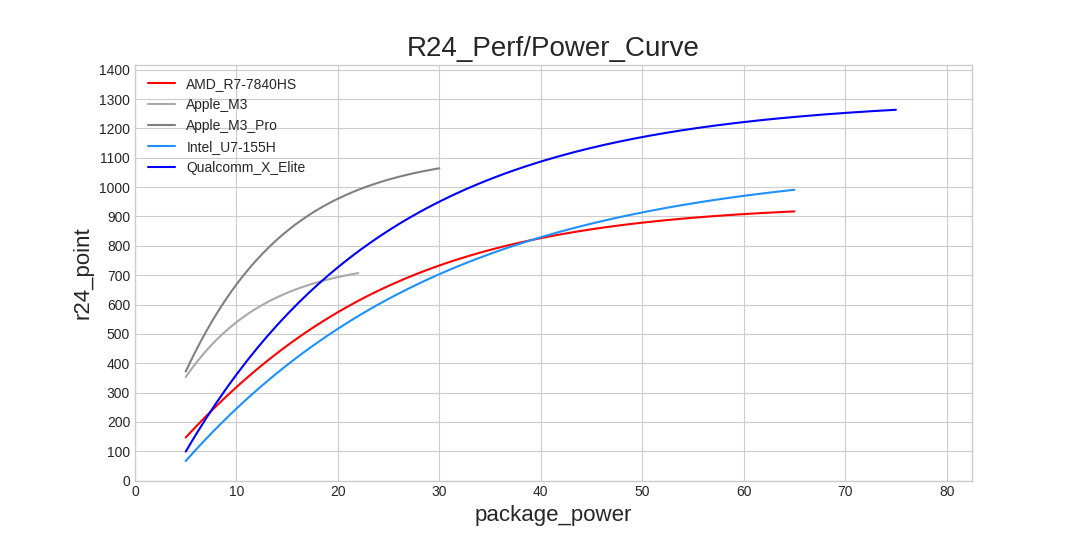 R24_Perf/Power_Curve
1400
1300
1200
1100
1000
900
800
700
600
500
400
300
200
100
0
r24_point
AMD_R7-7840HS
Apple_M3
Apple_M3_Pro
Intel_U7-155H
Qualcomm_X_Elite
0 10 20 30 40 50 60 70 80
package_power